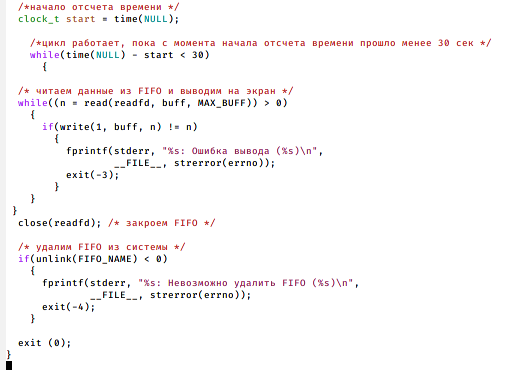 /*начало отсчета времени */
clock_t start = time(NULL);
/*цикл работает, пока с момента начала отсчета времени прошло менее 30 сек */
while(time(NULL) - start < 30)
{
/* читаем данные из FIFO и выводим на экран */
while((n = read(readfd, buff, MAX_BUFF)) > 0)
{
if(write(1, buff, n) != n)
{
fprintf(stderr, "%s: Ошибка вывода (%s)\n",
__FILE__, strerror(errno));
exit(-3);
}
}
}
close(readfd); /* закроем FIFO */
/* удалим FIFO из системы */
if(unlink(FIFO_NAME) < 0)
{
fprintf(stderr, "%s: Невозможно удалить FIFO (%s)\n",
__FILE__, strerror(errno));
exit(-4);
}
exit (0);
}